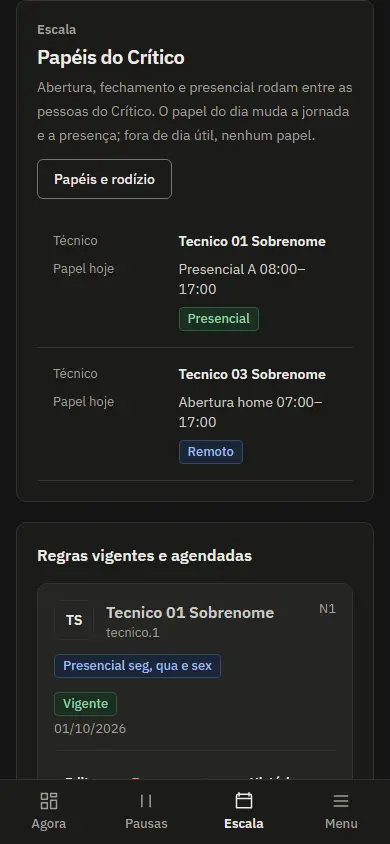 Escala
Papéis do Crítico
Abertura, fechamento e presencial rodam entre as
pessoas do Crítico. O papel do dia muda a jornada
e a presença; fora de dia útil, nenhum papel.
Papéis e rodízio
Técnico
Tecnico 01 Sobrenome
Papel hoje
Presencial A 08:00–
17:00
Presencial
Técnico
Tecnico 03 Sobrenome
Papel hoje
Abertura home 07:00–
17:00
Remoto
Regras vigentes e agendadas
TS
Tecnico 01 Sobrenome
N1
tecnico.1
Presencial seg, qua e sex
Vigente
01/10/2026
Agora
Pausas
Escala
Menu